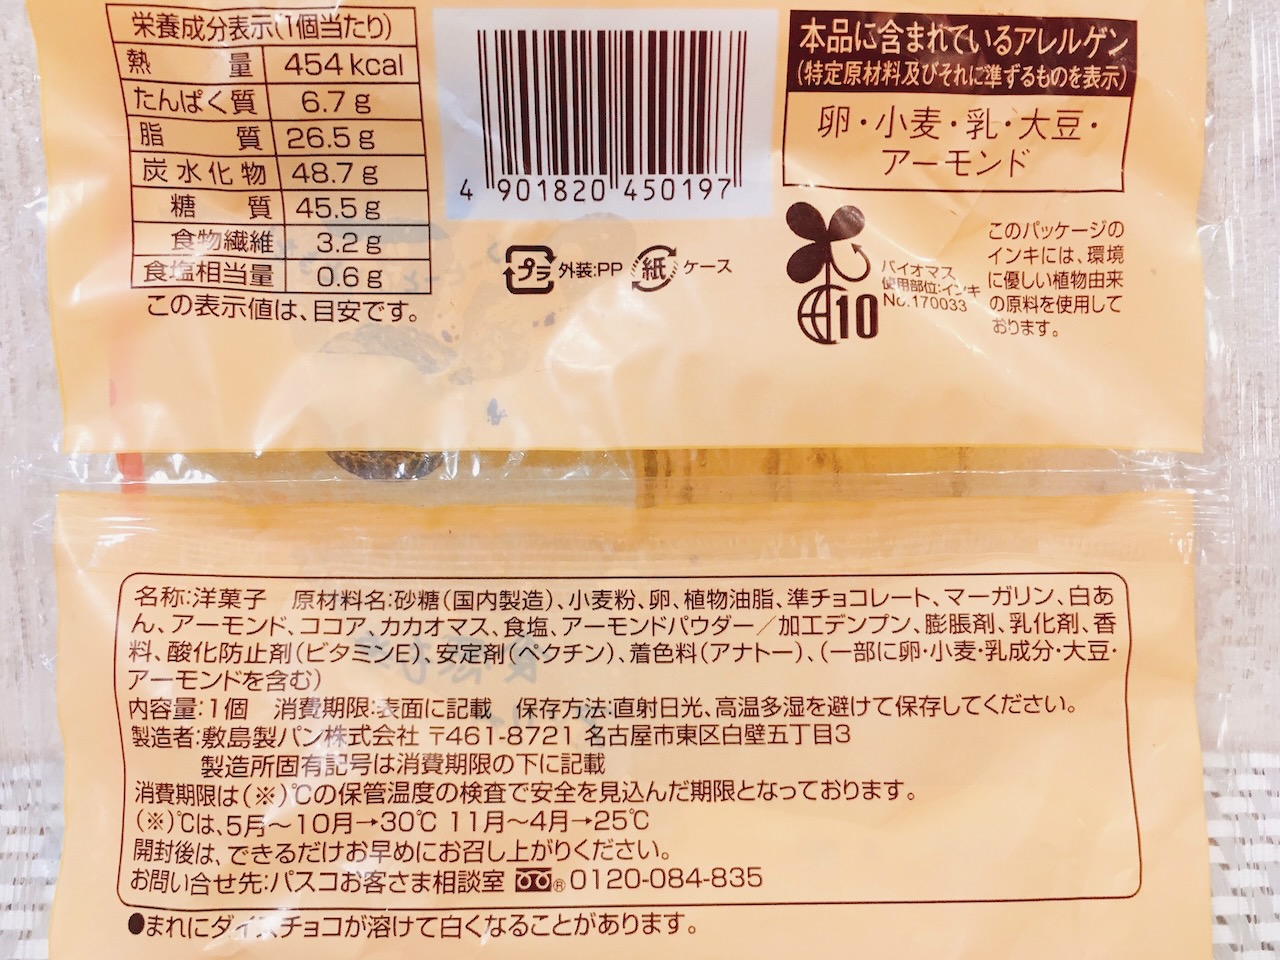 栄養成分表示(1個当たり)
熱量 454kcal
たんぱく質 6.7g
脂質 26.5g
炭水化物 48.7g
糖質 45.5g
食物繊維 3.2g
食塩相当量 0.6g
この表示値は、目安です。
4 901820 450197
プラ 外装:PP 紙 ケース
本品に含まれているアレルゲン
(特定原材料及びそれに準ずるものを表示)
卵・小麦・乳・大豆・
アーモンド
10
バイオマス
使用部位:インキ
No.170033
このパッケージの
インキには、環境
に優しい植物由来
の原料を使用して
おります。
名称:洋菓子 原材料名:砂糖(国内製造)、小麦粉、卵、植物油脂、準チョコレート、マーガリン、白あ
ん、アーモンド、ココア、カカオマス、食塩、アーモンドパウダー/加工デンプン、膨脹剤、乳化剤、香
料、酸化防止剤(ビタミンE)、安定剤(ペクチン)、着色料(アナトー)、(一部に卵・小麦・乳成分・大豆・
アーモンドを含む)
内容量:1個 消費期限:表面に記載 保存方法:直射日光、高温多湿を避けて保存してください。
製造者:敷島製パン株式会社 〒461-8721 名古屋市東区白壁五丁目3
製造所固有記号は消費期限の下に記載
消費期限は(※)℃の保管温度の検査で安全を見込んだ期限となっております。
(※)℃は、5月〜10月→30℃ 11月〜4月→25℃
開封後は、できるだけお早めにお召し上がりください。
お問い合せ先:パスコお客さま相談室 ® 0120-084-835
●まれにダイスチョコが溶けて白くなることがあります。